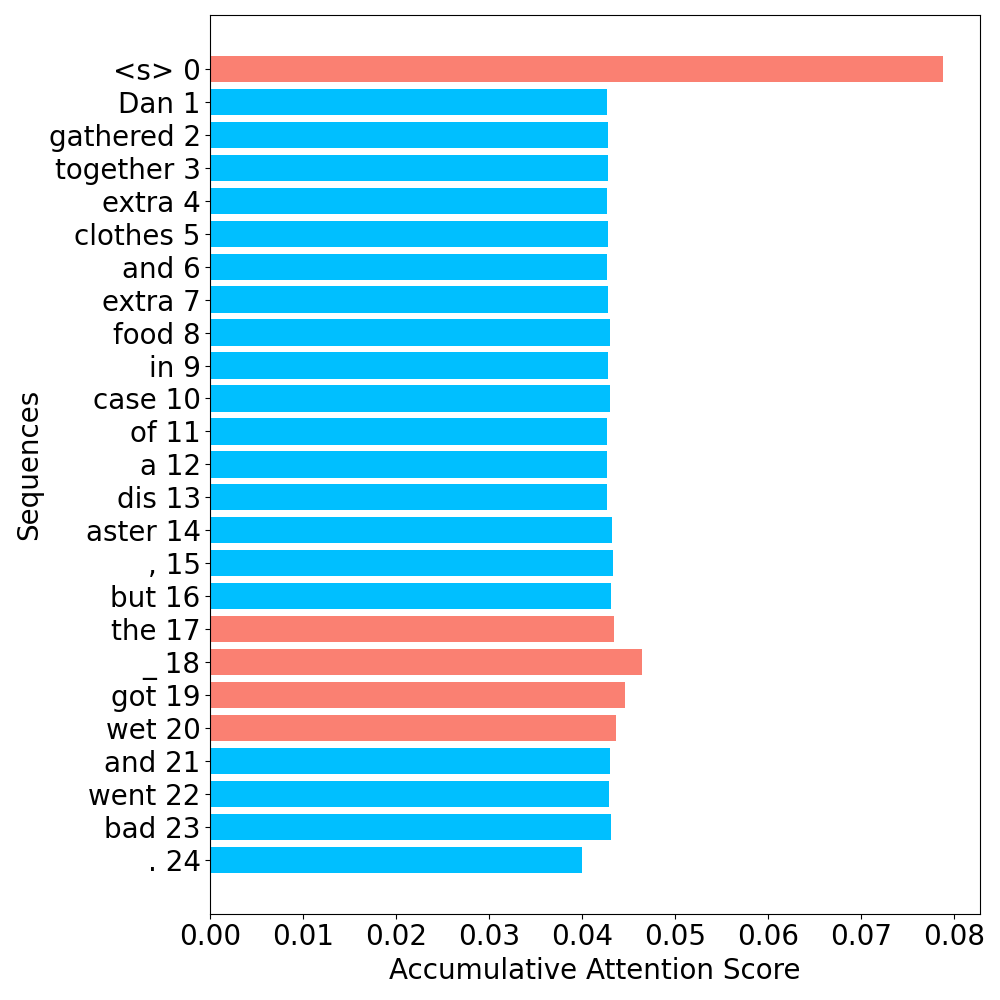 <s> 0
Dan 1
gathered 2
together 3
extra 4
clothes 5
and 6
extra 7
food 8
in 9
case 10
of 11
a 12
dis 13
aster 14
, 15
but 16
the 17
_ 18
got 19
wet 20
and 21
went 22
bad 23
. 24
Sequences
0.00 0.01 0.02 0.03 0.04 0.05 0.06 0.07 0.08
Accumulative Attention Score